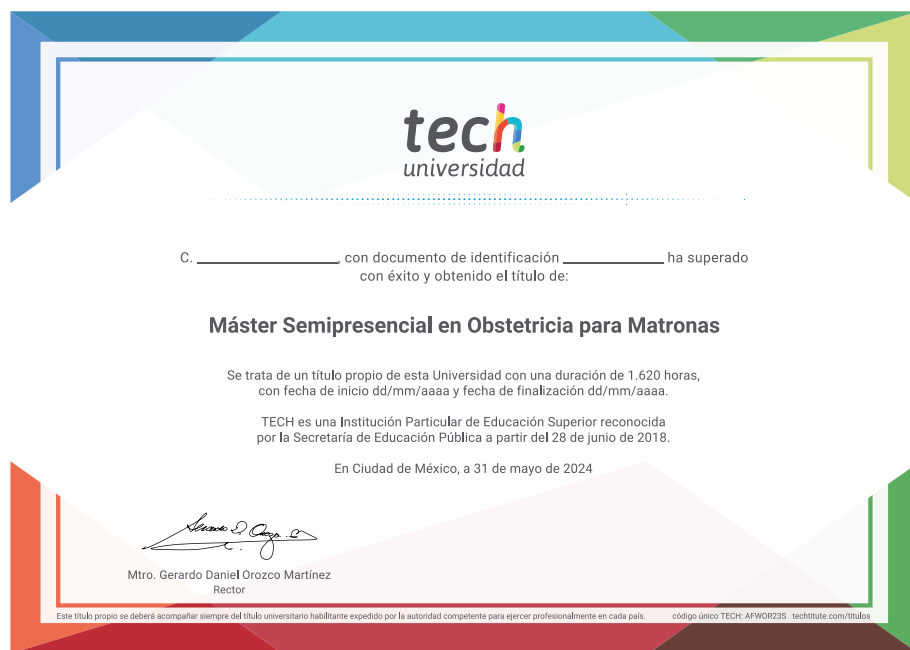 tech
universidad
C. ____________, con documento de identificación ____________ ha superado
con éxito y obtenido el título de:
Máster Semipresencial en Obstetricia para Matronas
Se trata de un título propio de esta Universidad con una duración de 1.620 horas,
con fecha de inicio dd/mm/aaaa y fecha de finalización dd/mm/aaaa.
TECH es una Institución Particular de Educación Superior reconocida
por la Secretaría de Educación Pública a partir del 28 de junio de 2018.
En Ciudad de México, a 31 de mayo de 2024
Mtro. Gerardo Daniel Orozco Martínez
Rector
Este título propio se deberá acompañar siempre del título universitario habilitante expedido por la autoridad competente para ejercer profesionalmente en cada país. código único TECH: AFWOR23S techtitute.com/titulos